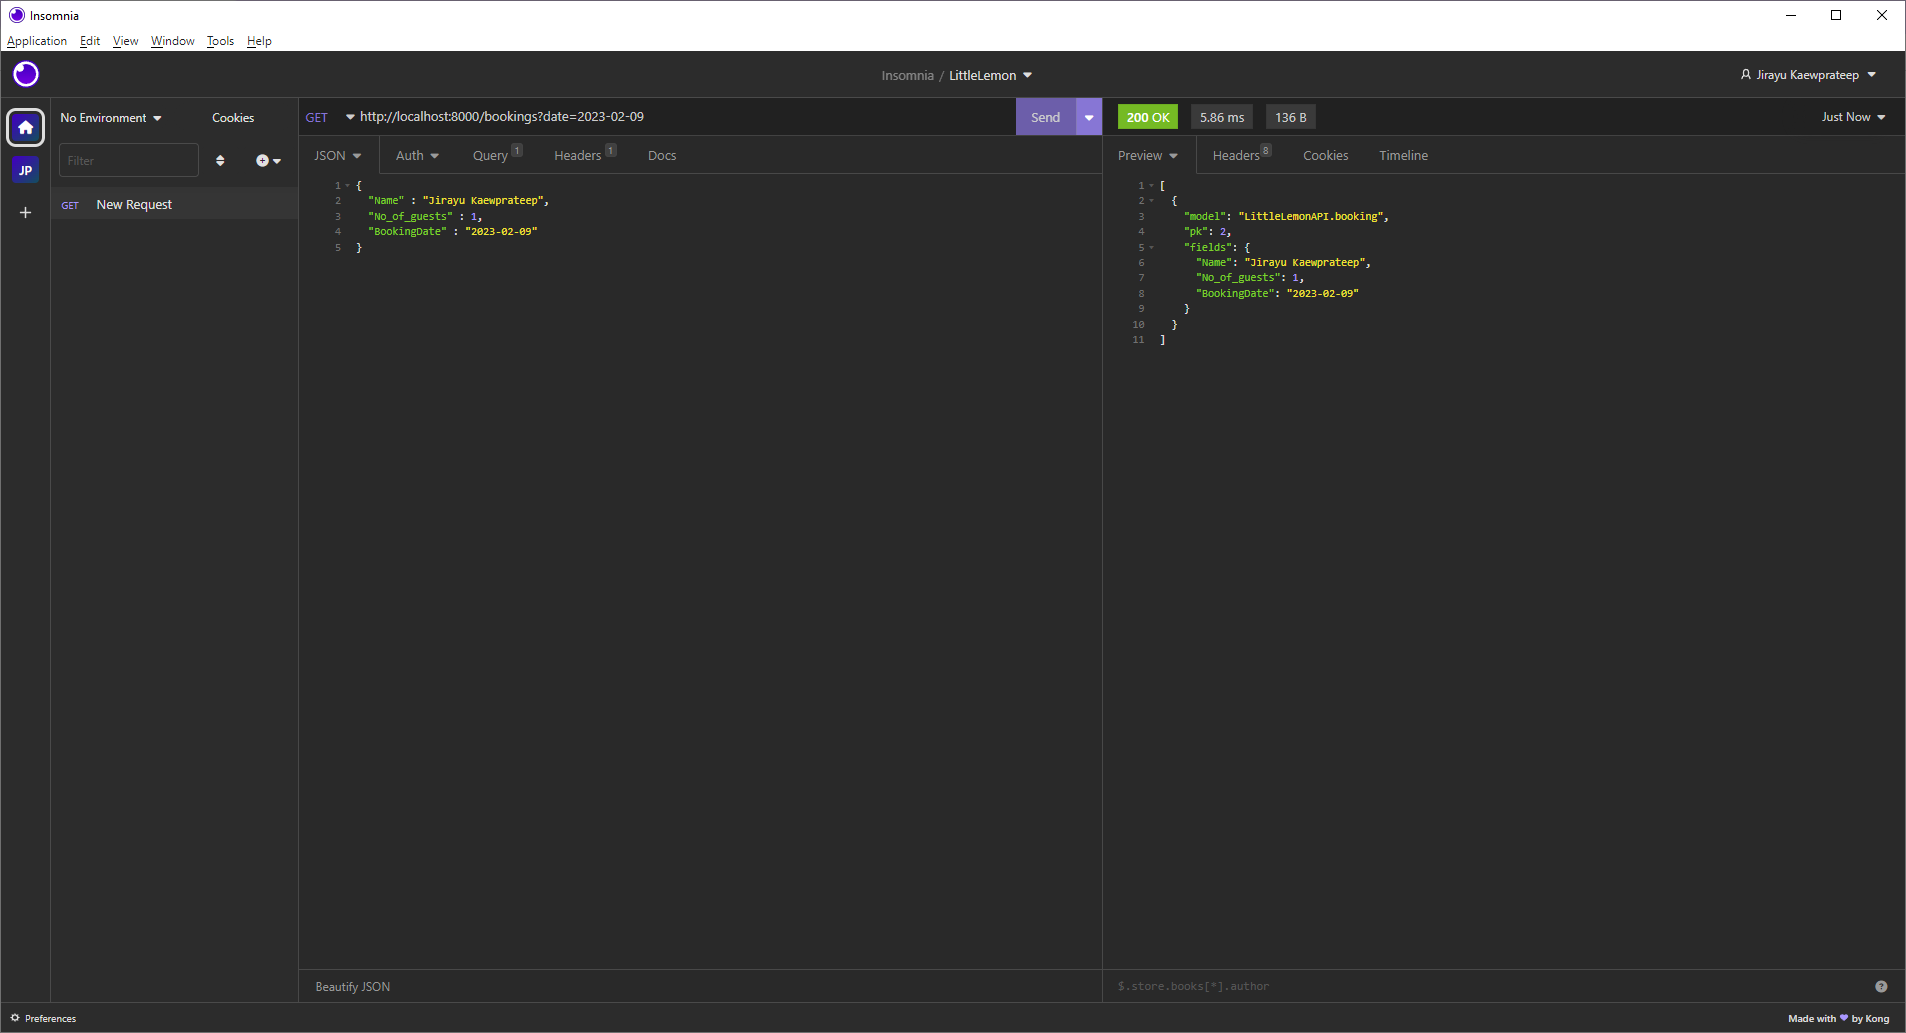 Insomnia
Application Edit View Window Tools Help
Insomnia / LittleLemon
Jirayu Kaewprateep
No Environment Cookies
GET http://localhost:8000/bookings?date=2023-02-09 Send
200 OK 5.86 ms 136 B Just Now
Filter
JP
GET New Request
JSON Auth Query 1 Headers 1 Docs
1 {
2 "Name" : "Jirayu Kaewprateep",
3 "No_of_guests" : 1,
4 "BookingDate" : "2023-02-09"
5 }
Preview Headers 8 Cookies Timeline
1 [
2 {
3 "model": "LittleLemonAPI.booking",
4 "pk": 2,
5 "fields": {
6 "Name": "Jirayu Kaewprateep",
7 "No_of_guests": 1,
8 "BookingDate": "2023-02-09"
9 }
10 }
11 ]
Beautify JSON
$.store.books[*].author ?
Preferences
Made with ♥ by Kong